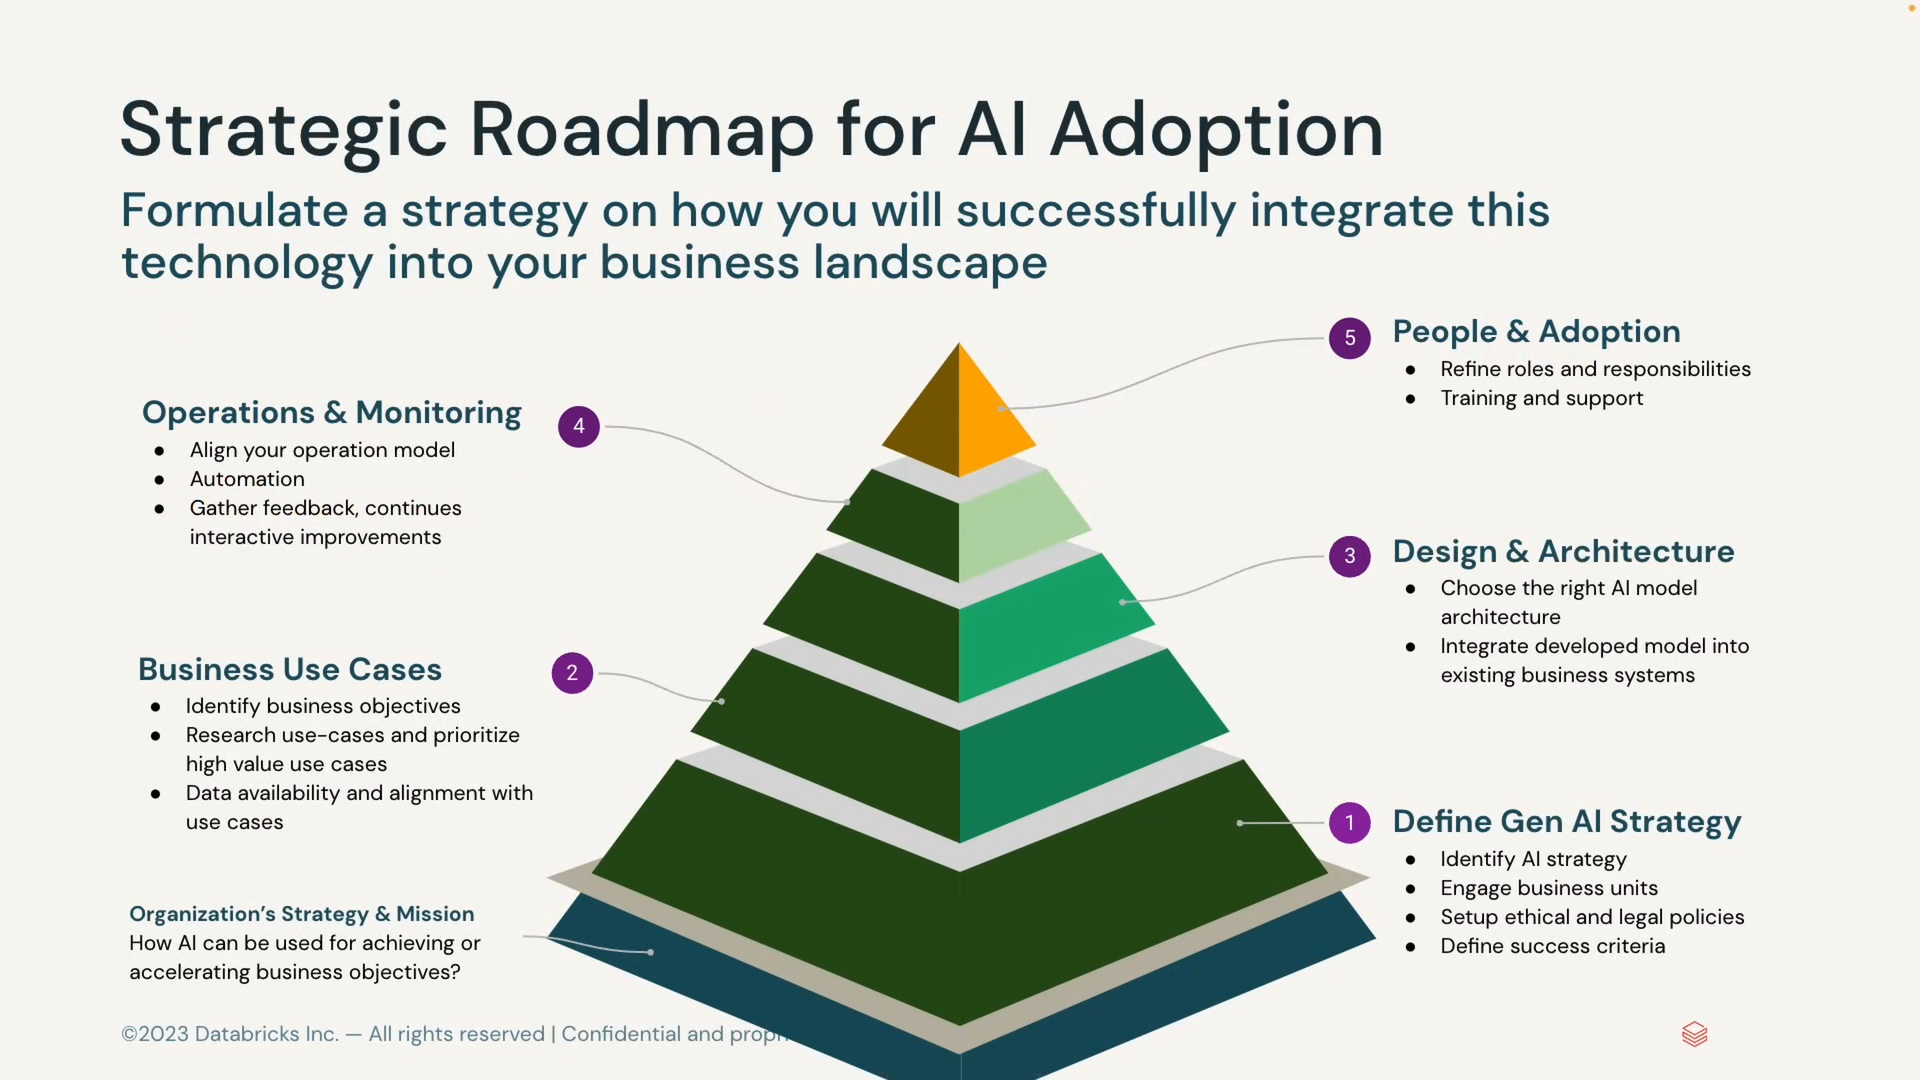 Strategic Roadmap for AI Adoption
Formulate a strategy on how you will successfully integrate this
technology into your business landscape
5
People & Adoption
● Refine roles and responsibilities
● Training and support
Operations & Monitoring
4
● Align your operation model
● Automation
● Gather feedback, continues
interactive improvements
3
Design & Architecture
● Choose the right AI model
architecture
● Integrate developed model into
existing business systems
Business Use Cases
2
● Identify business objectives
● Research use-cases and prioritize
high value use cases
● Data availability and alignment with
use cases
1
Define Gen AI Strategy
● Identify AI strategy
● Engage business units
● Setup ethical and legal policies
● Define success criteria
Organization's Strategy & Mission
How AI can be used for achieving or
accelerating business objectives?
©2023 Databricks Inc. — All rights reserved | Confidential and